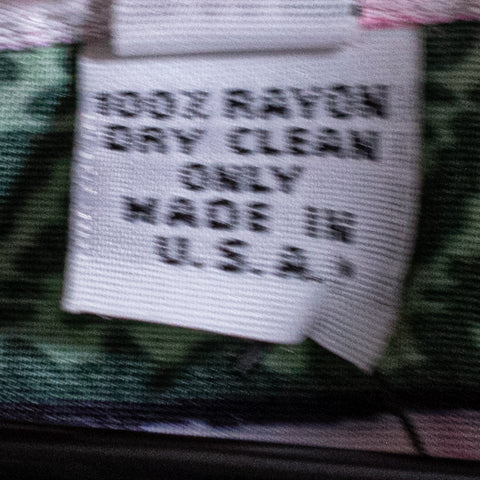 100% RAYON
DRY CLEAN
ONLY
MADE IN
U.S.A.